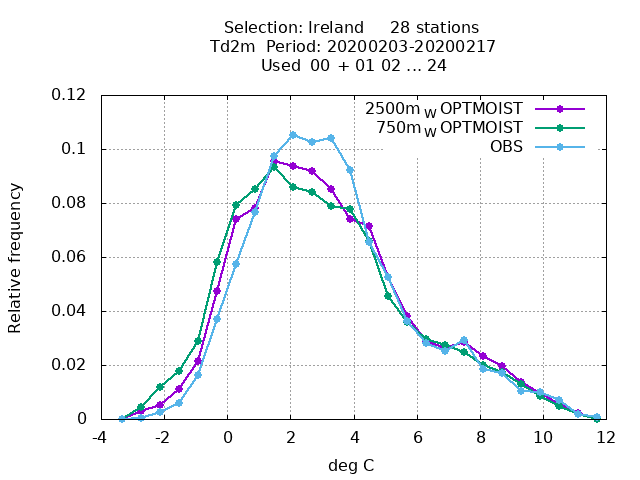 Selection: Ireland 28 stations
Td2m Period: 20200203-20200217
Used 00 + 01 02 ... 24
2500m W OPTMOIST
750m W OPTMOIST
OBS
Relative frequency
0.12
0.1
0.08
0.06
0.04
0.02
0
-4 -2 0 2 4 6 8 10 12
deg C